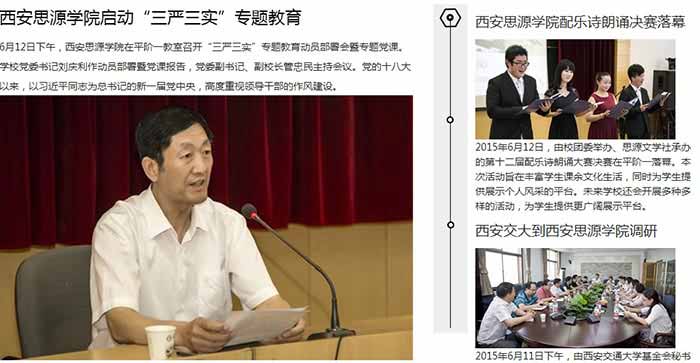 西安思源学院启动“三严三实”专题教育
6月12日下午，西安思源学院在平阶一教室召开“三严三实”专题教育动员部署会暨专题党课。
学校党委书记刘庆利作动员部署暨党课报告，党委副书记、副校长管忠民主持会议。党的十八大
以来，以习近平同志为总书记的新一届党中央，高度重视领导干部的作风建设。
西安思源学院配乐诗朗诵决赛落幕
2015年6月12日，由校团委举办、思源文学社承办
的第十二届配乐诗朗诵大赛决赛在平阶一落幕。本
次活动旨在丰富学生课余文化生活，同时为学生提
供展示个人风采的平台。未来学校还会开展多种多
样的活动，为学生提供更广阔展示平台。
西安交大到西安思源学院调研
2015年6月11日下午，由西安交通大学基金会秘书